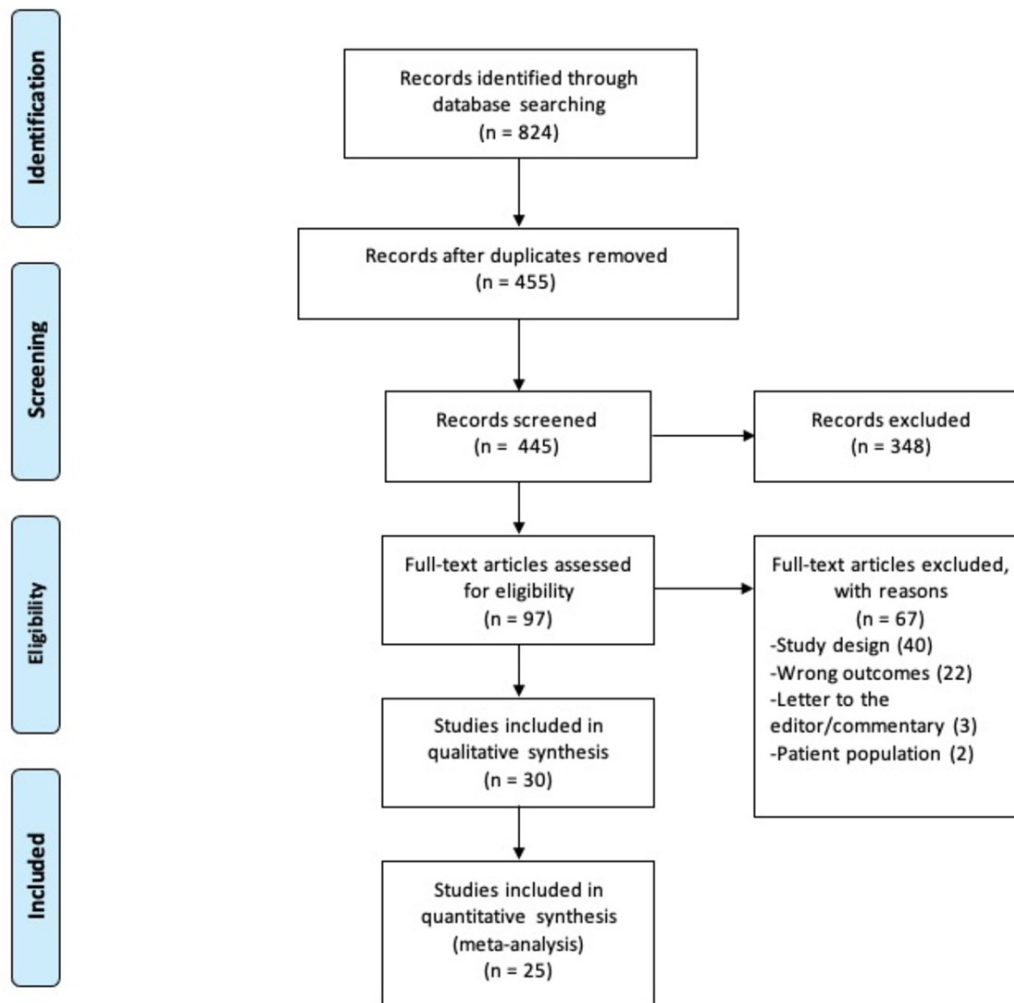 Identification
Records identified through
database searching
(n = 824)
Records after duplicates removed
(n = 455)
Screening
Records screened
(n = 445)
Records excluded
(n = 348)
Eligibility
Full-text articles assessed
for eligibility
(n = 97)
Full-text articles excluded,
with reasons
(n = 67)
-Study design (40)
-Wrong outcomes (22)
-Letter to the
editor/commentary (3)
-Patient population (2)
Studies included in
qualitative synthesis
(n = 30)
Included
Studies included in
quantitative synthesis
(meta-analysis)
(n = 25)